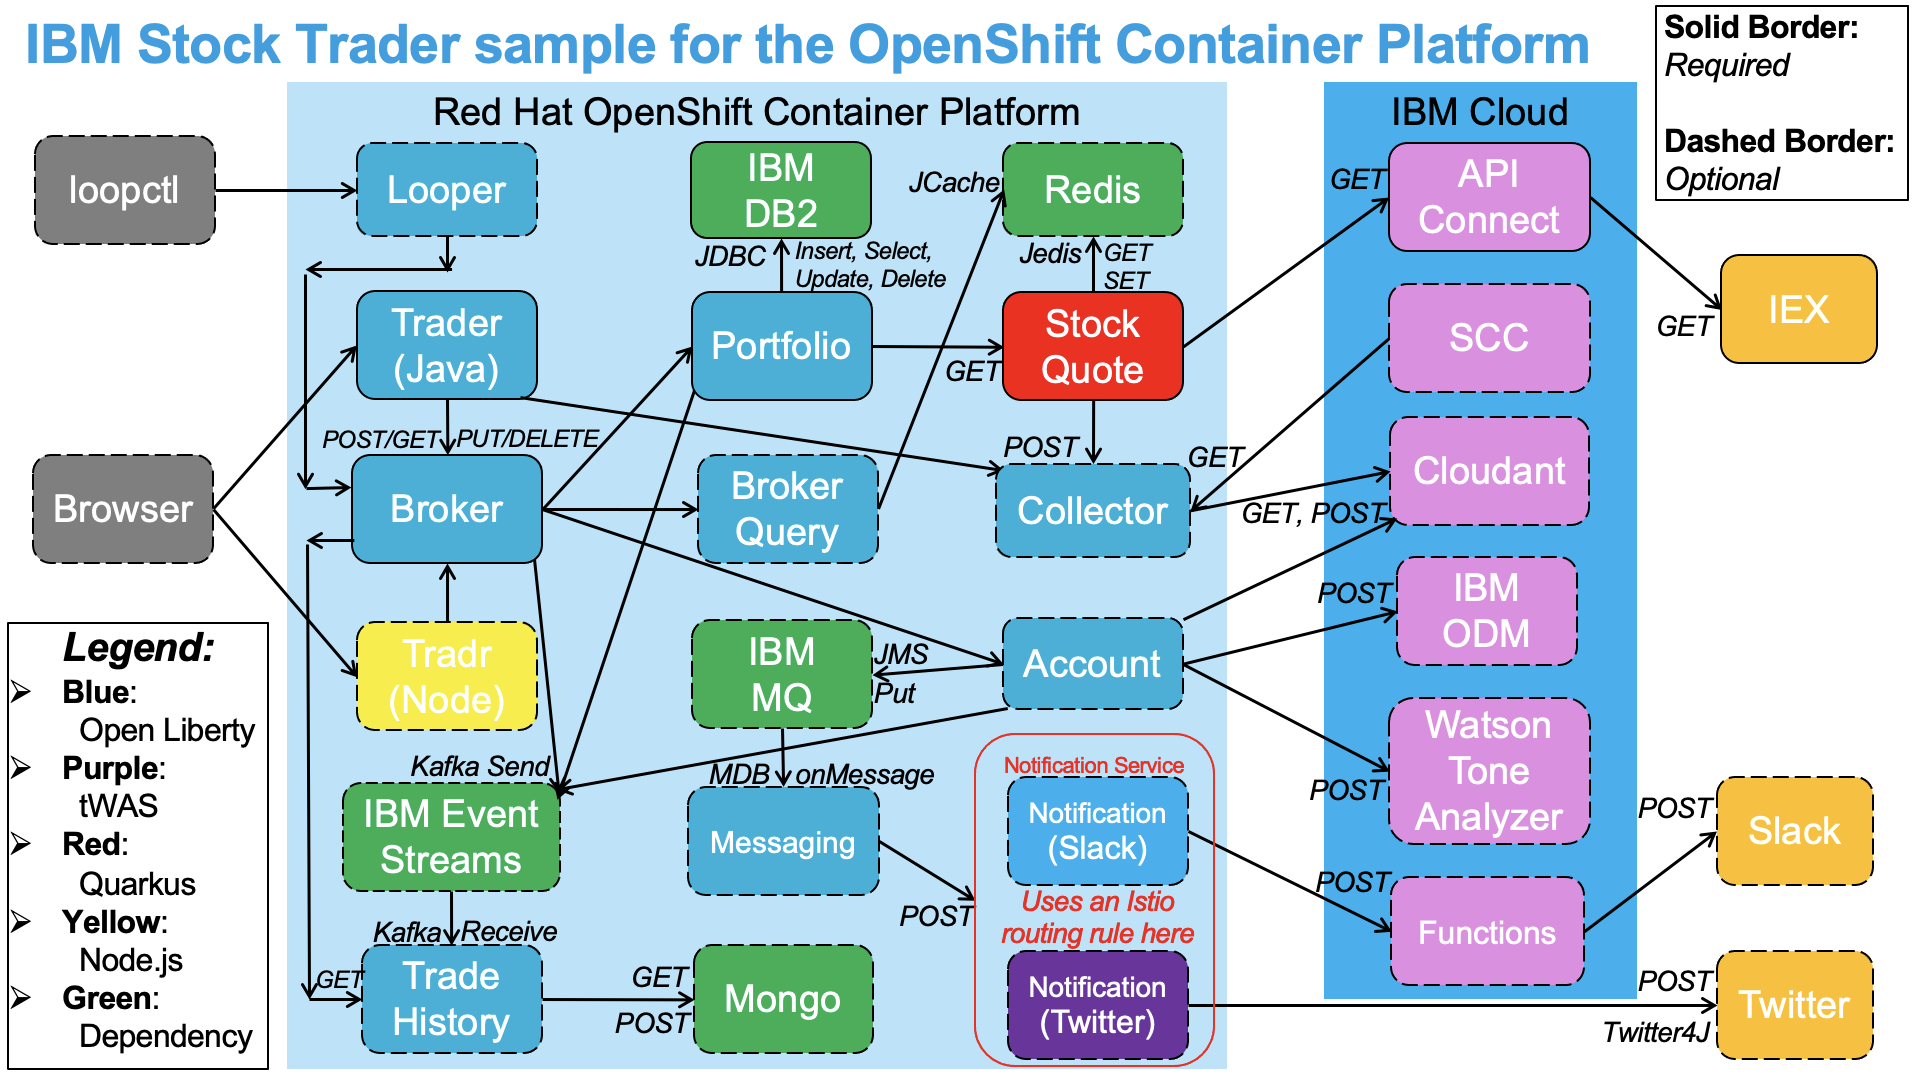 IBM Stock Trader sample for the OpenShift Container Platform
Solid Border:
Required
Dashed Border:
Optional
Red Hat OpenShift Container Platform
IBM Cloud
loopctl
Looper
IBM
DB2
JCache
Redis
GET
API
Connect
JDBC
Insert, Select,
Update, Delete
Jedis
GET
SET
Trader
(Java)
Portfolio
GET
Stock
Quote
SCC
GET
IEX
POST/GET
PUT/DELETE
POST
GET
Browser
Broker
Broker
Query
Collector
GET, POST
Cloudant
Tradr
(Node)
IBM
MQ
JMS
Put
Account
POST
IBM
ODM
Legend:
Blue:
Open Liberty
Purple:
tWAS
Red:
Quarkus
Yellow:
Node.js
Green:
Dependency
Kafka Send
IBM Event
Streams
MDB
onMessage
Messaging
POST
Notification Service
Notification
(Slack)
Uses an Istio
routing rule here
Notification
(Twitter)
POST
Watson
Tone
Analyzer
POST
Functions
POST
Slack
Kafka
Receive
GET
Trade
History
GET
POST
Mongo
POST
Twitter4J
Twitter